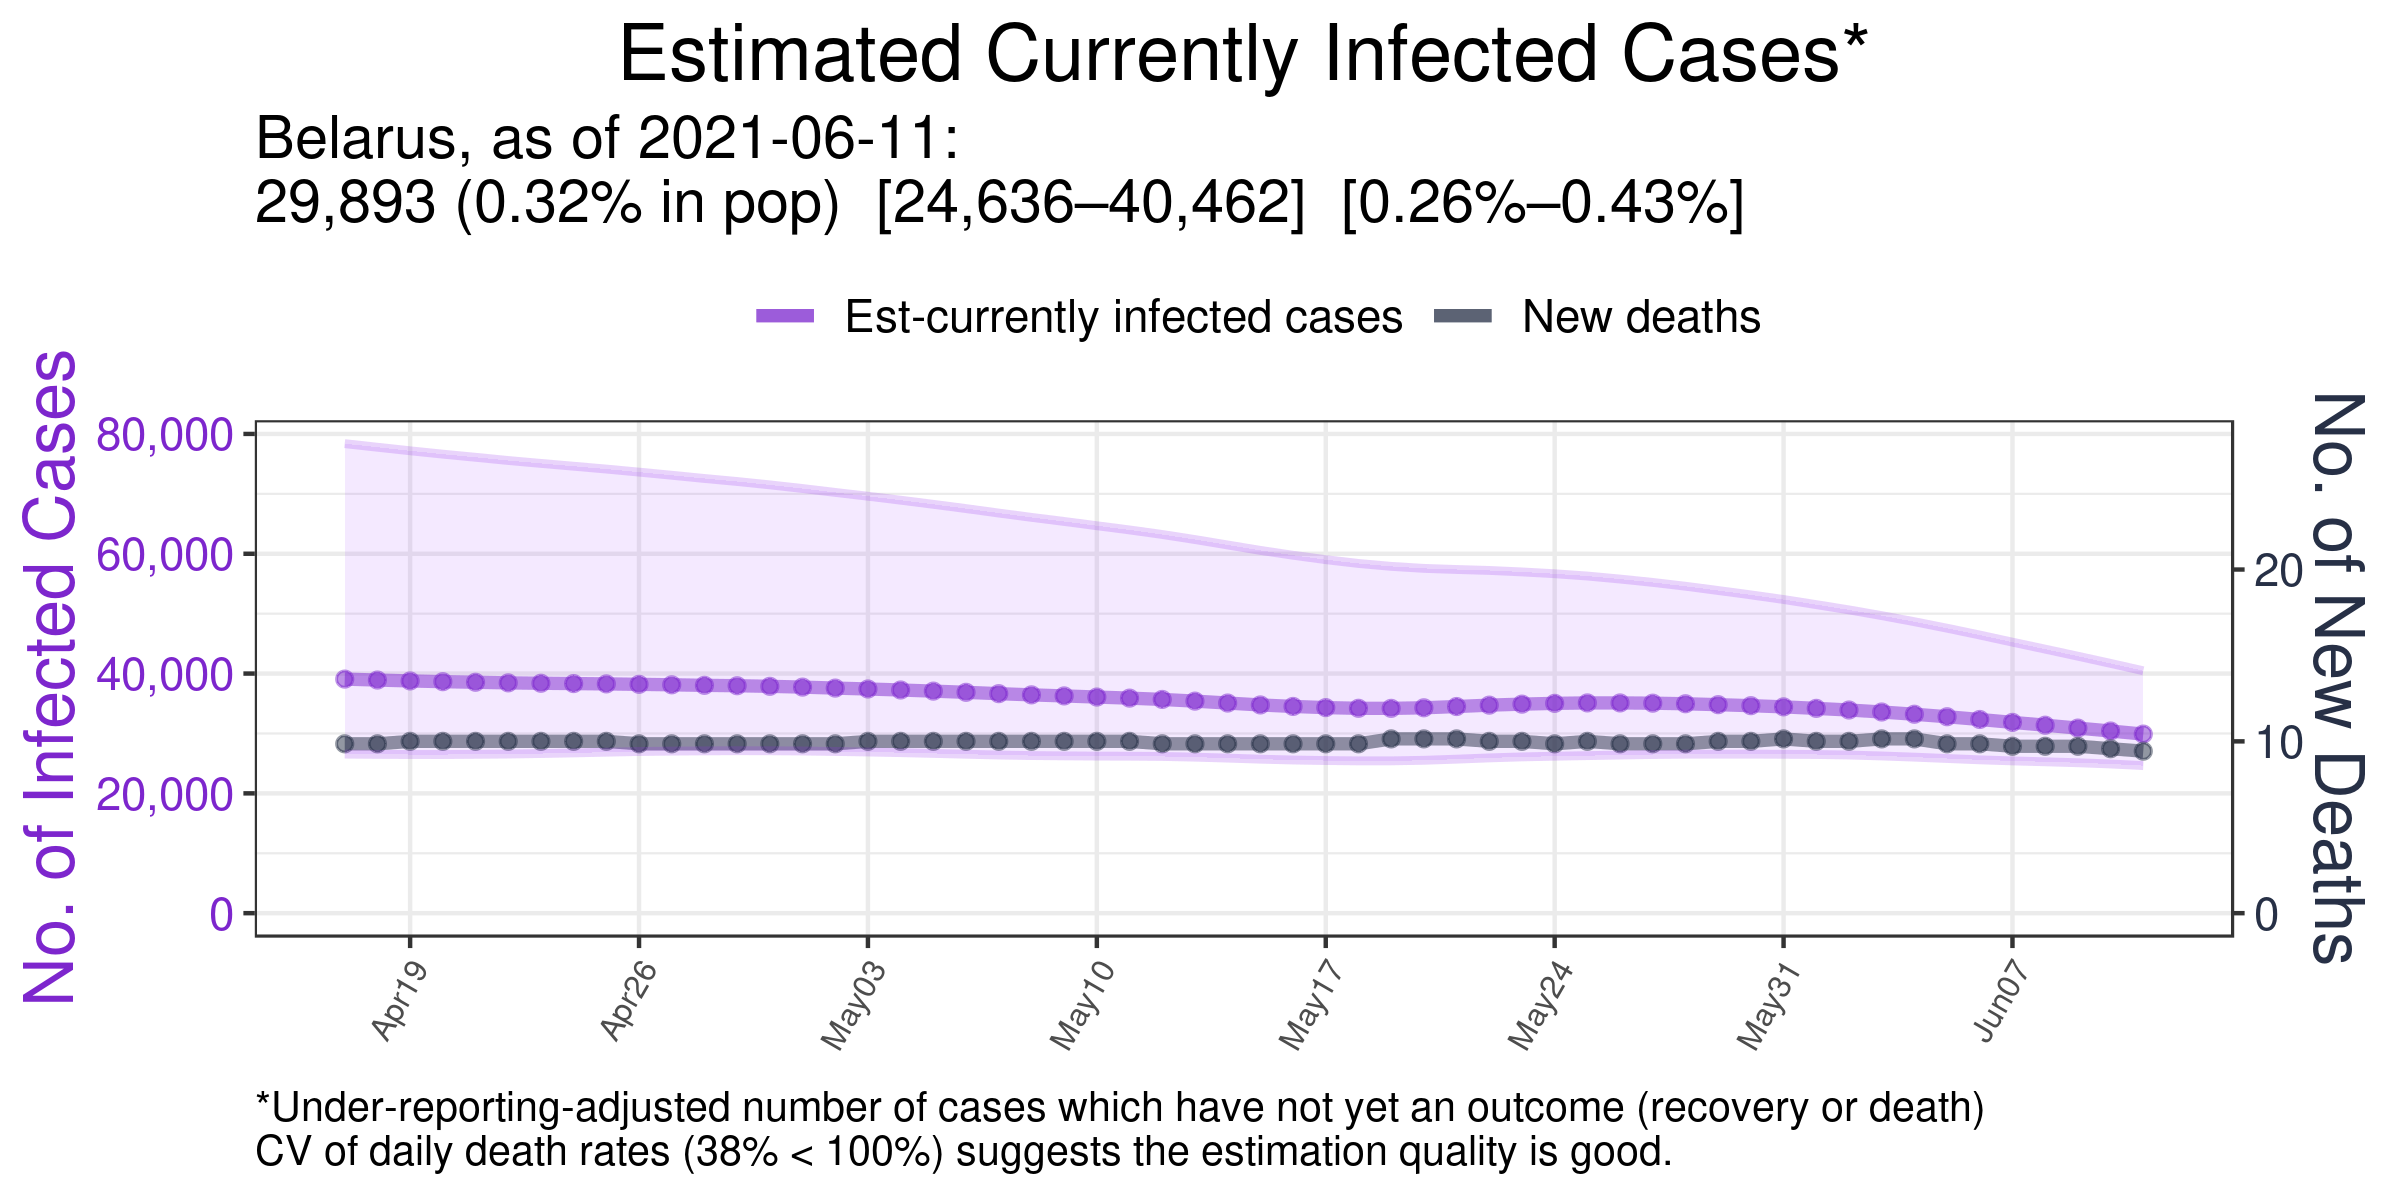 Estimated Currently Infected Cases*
Belarus, as of 2021-06-11:
29,893 (0.32% in pop)  [24,636–40,462]  [0.26%–0.43%]
Est-currently infected cases
New deaths
No. of Infected Cases
80,000
60,000
40,000
20,000
0
No. of New Deaths
20
10
0
Apr19
Apr26
May03
May10
May17
May24
May31
Jun07
*Under-reporting-adjusted number of cases which have not yet an outcome (recovery or death)
CV of daily death rates (38% < 100%) suggests the estimation quality is good.